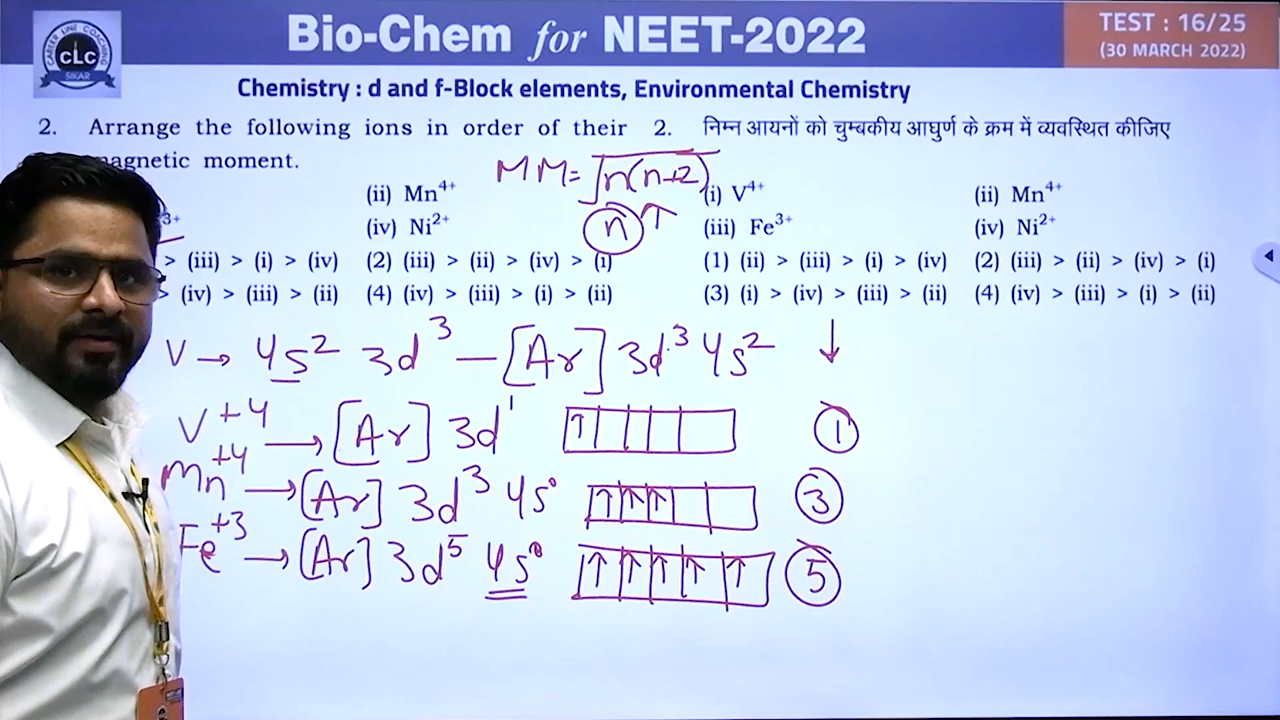 Bio-Chem for NEET-2022
TEST : 16/25
(30 MARCH 2022)
CAREER LINE COACHING
CLC
SIKAR
Chemistry : d and f-Block elements, Environmental Chemistry
2. Arrange the following ions in order of their
magnetic moment.
(ii) Mn⁴⁺
3+
(iv) Ni²⁺
> (iii) > (i) > (iv) (2) (iii) > (ii) > (iv) > (i)
> (iv) > (iii) > (ii) (4) (iv) > (iii) > (i) > (ii)
2. निम्न आयनों को चुम्बकीय आघुर्ण के क्रम में व्यवस्थित कीजिए
(i) V⁴⁺ (ii) Mn⁴⁺
(iii) Fe³⁺ (iv) Ni²⁺
(1) (ii) > (iii) > (i) > (iv) (2) (iii) > (ii) > (iv) > (i)
(3) (i) > (iv) > (iii) > (ii) (4) (iv) > (iii) > (i) > (ii)
MM=√n(n+2)
n↑
V → 4s² 3d³ — [Ar] 3d³ 4s² ↓
V⁺⁴ → [Ar] 3d¹ ↑ 1
Mn⁺⁴ → [Ar] 3d³ 4s⁰ ↑ ↑ ↑ 3
Fe⁺³ → [Ar] 3d⁵ 4s⁰ ↑ ↑ ↑ ↑ ↑ 5